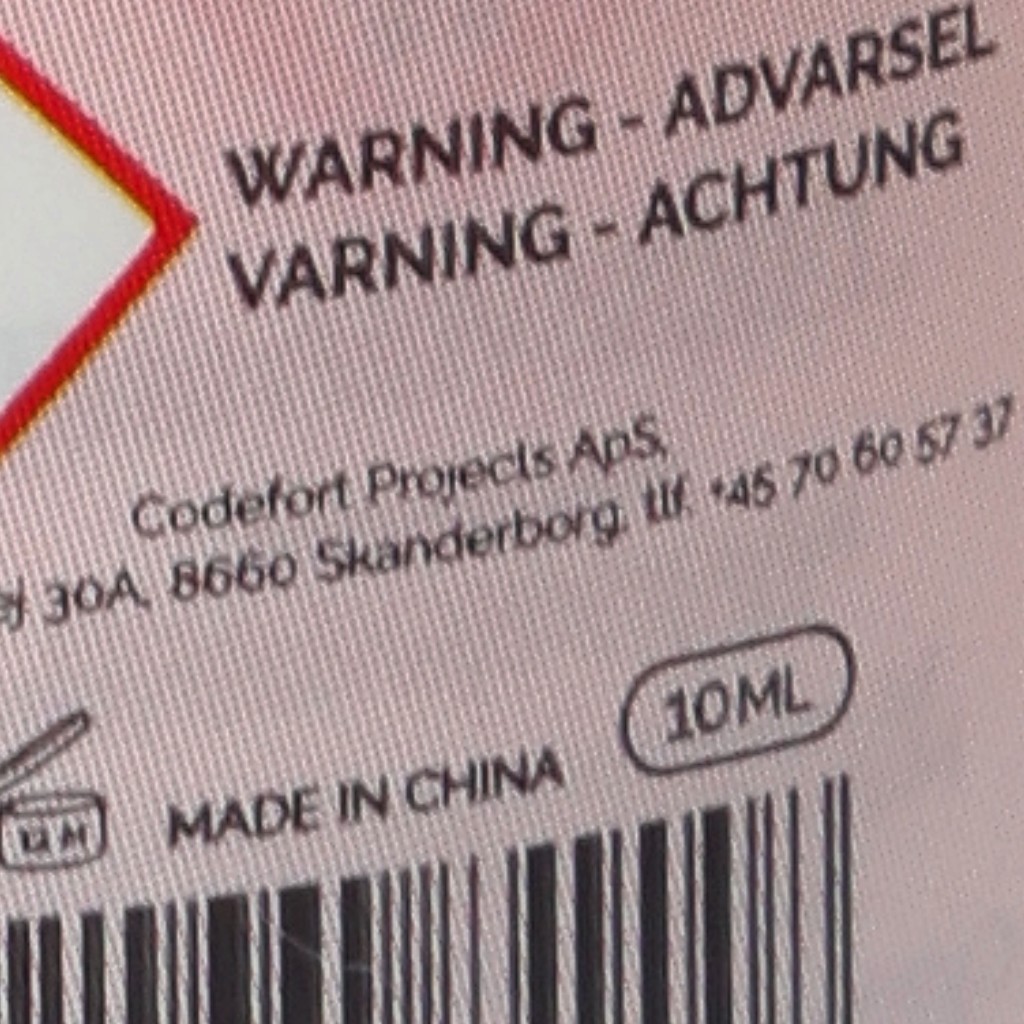 WARNING - ADVARSEL
VARNING - ACHTUNG
Codefort Projects ApS,
30A, 8660 Skanderborg, tlf. +45 70 60 57 37
10ML
12 M
MADE IN CHINA